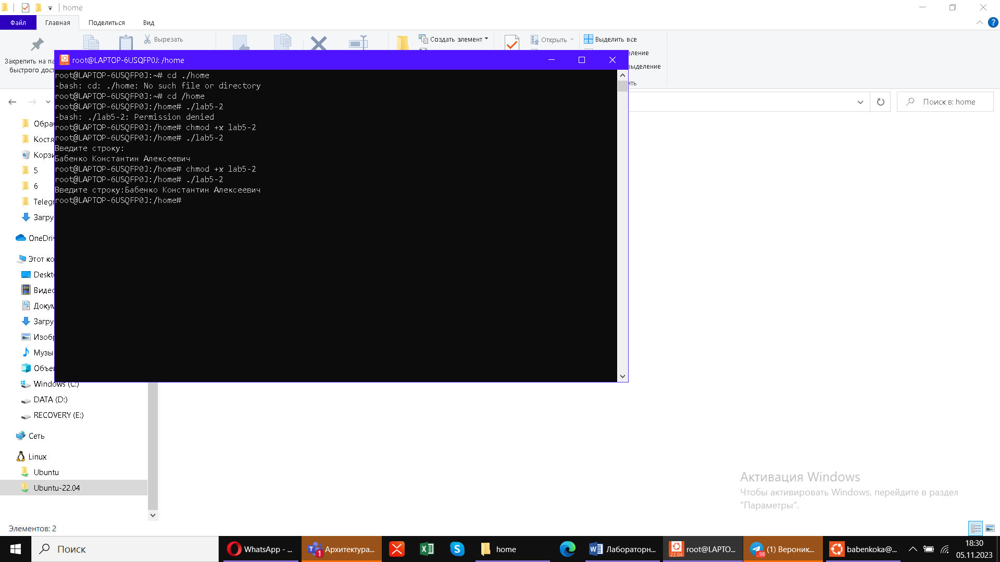 home
Файл Главная Поделиться Вид
Вырезать
Создать элемент
Открыть
Выделить все
Закрепить на
root@LAPTOP-6USQFP0J: /home
root@LAPTOP-6USQFP0J:~# cd ./home
-bash: cd: ./home: No such file or directory
root@LAPTOP-6USQFP0J:~# cd /home
root@LAPTOP-6USQFP0J:/home# ./lab5-2
-bash: ./lab5-2: Permission denied
root@LAPTOP-6USQFP0J:/home# chmod +x lab5-2
root@LAPTOP-6USQFP0J:/home# ./lab5-2
Введите строку:
Бабенко Константин Алексеевич
root@LAPTOP-6USQFP0J:/home# chmod +x lab5-2
root@LAPTOP-6USQFP0J:/home# ./lab5-2
Введите строку:Бабенко Константин Алексеевич
root@LAPTOP-6USQFP0J:/home#
Поиск в: home
Обра
Костя
Корзи
5
6
Telegr
Загру
OneDriv
Этот ко
Deskt
Видео
Докум
Загру
Изобр
Музы
Объе
Windows (C:)
DATA (D:)
RECOVERY (E:)
Сеть
Linux
Ubuntu
Ubuntu-22.04
Активация Windows
Чтобы активировать Windows, перейдите в раздел
"Параметры".
Элементов: 2
Поиск
WhatsApp - ...
Архитектура...
1
home
Лабораторн...
22.04
root@LAPTO...
..98
(1) Вероник...
babenkoka@...
18:30
05.11.2023